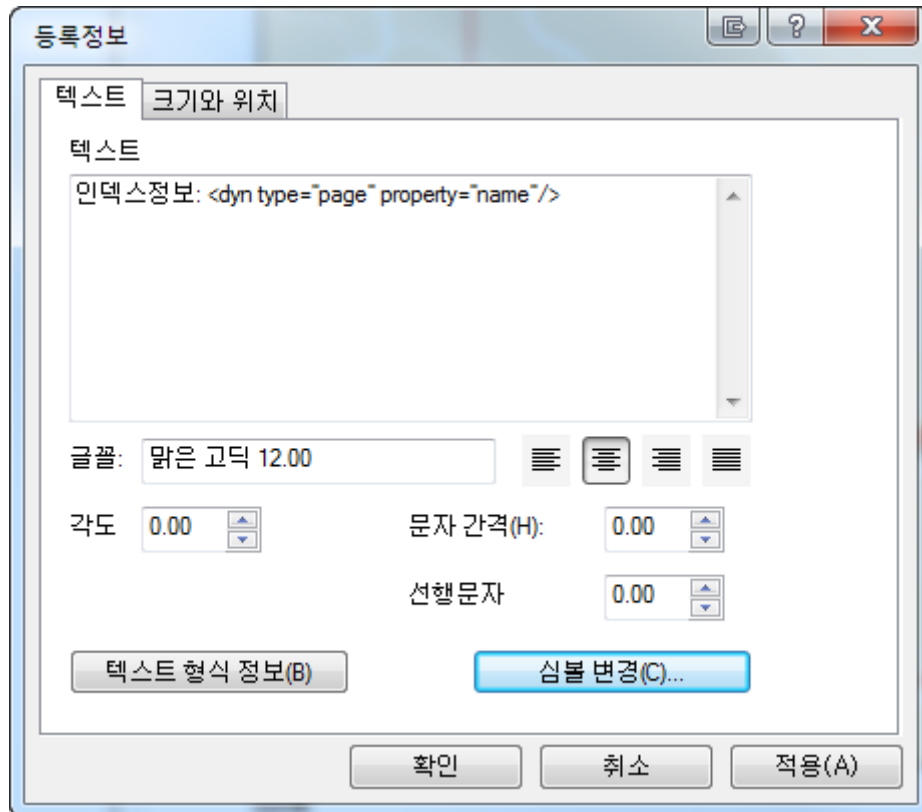 등록정보
텍스트 크기와 위치
텍스트
인덱스정보: <dyn type="page" property="name"/>
글꼴: 맑은 고딕 12.00
각도 0.00 문자 간격(H): 0.00
선행문자 0.00
텍스트 형식 정보(B) 심볼 변경(C)...
확인 취소 적용(A)